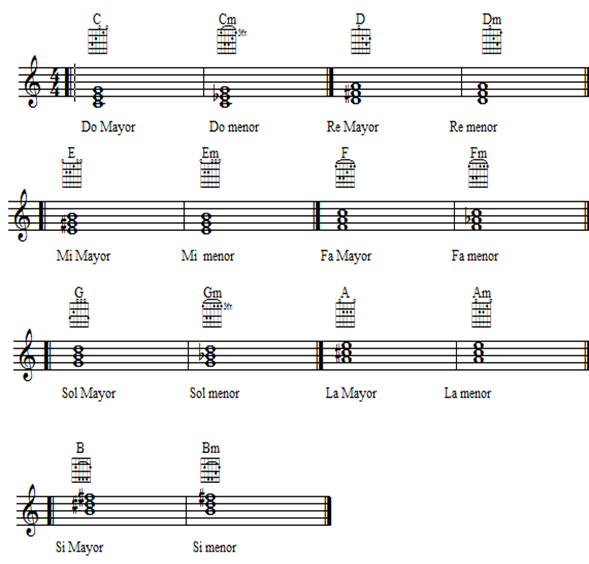 C Cm D Dm
3fr
4
4
Do Mayor Do menor Re Mayor Re menor
E Em F Fm
Mi Mayor Mi menor Fa Mayor Fa menor
G Gm A Am
3fr
Sol Mayor Sol menor La Mayor La menor
B Bm
Si Mayor Si menor